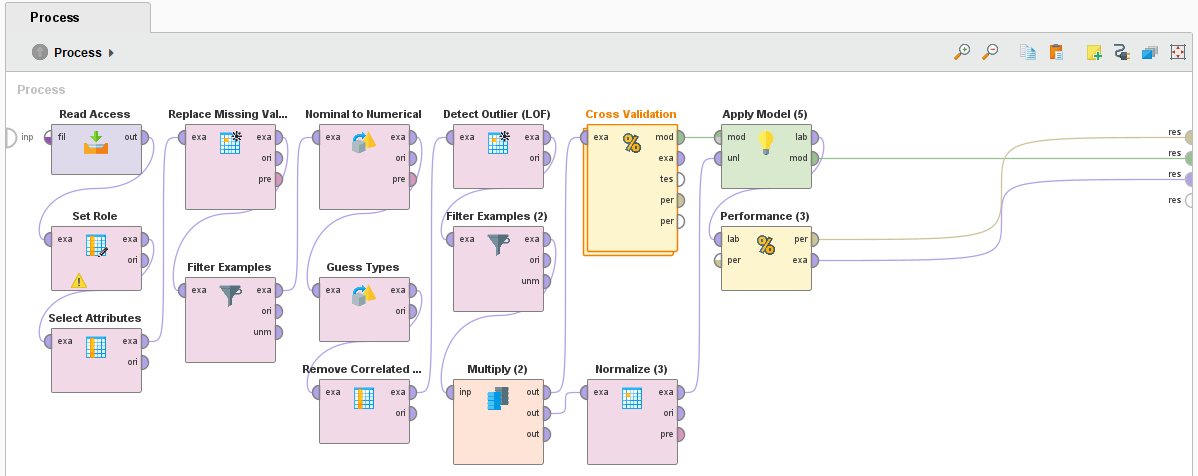 Process
Process
Process
inp
res
res
res
res
Read Access
fil out
Set Role
exa exa
ori
Select Attributes
exa exa
ori
Replace Missing Val...
exa exa
ori
pre
Filter Examples
exa exa
ori
unm
Nominal to Numerical
exa exa
ori
pre
Guess Types
exa exa
ori
Remove Correlated ...
exa exa
ori
Detect Outlier (LOF)
exa exa
ori
Filter Examples (2)
exa exa
ori
unm
Multiply (2)
inp out
out
out
Cross Validation
exa mod
exa
tes
per
per
%
Normalize (3)
exa exa
ori
pre
Apply Model (5)
mod lab
unl mod
Performance (3)
lab per
per exa
%